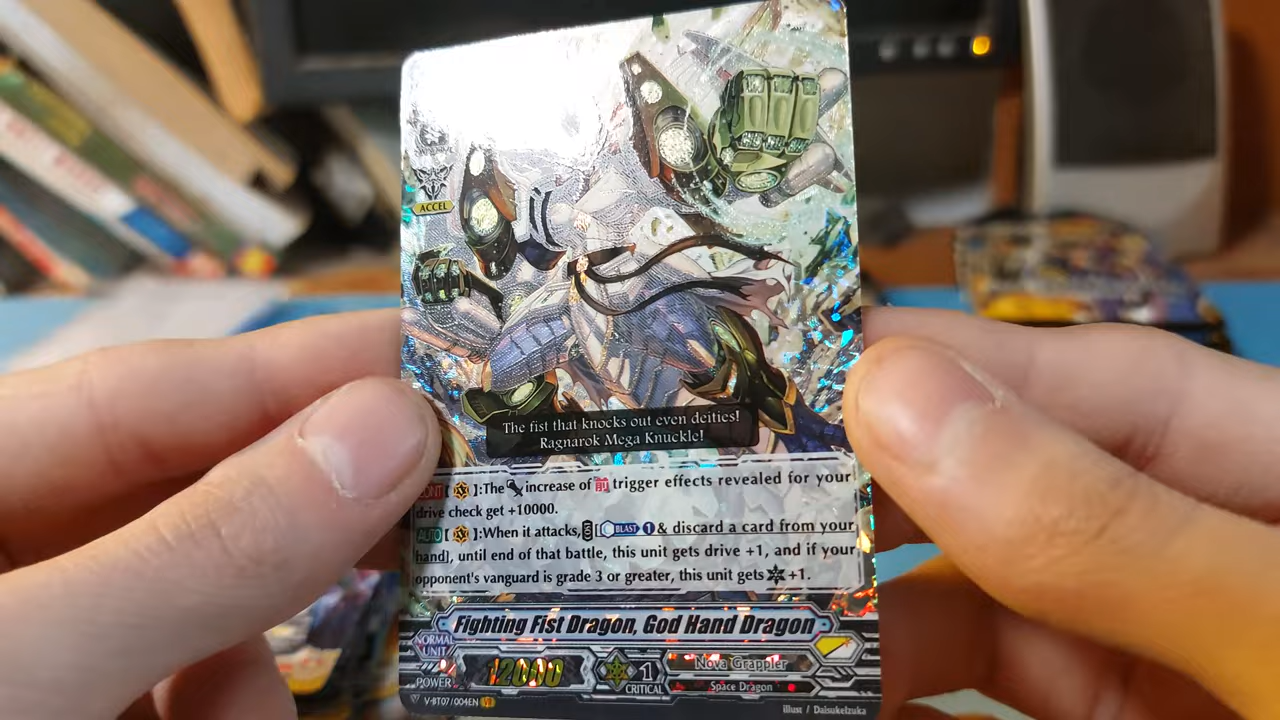 ACCEL
The fist that knocks out even deities!
Ragnarok Mega Knuckle!
CONT[ ]:The increase of 前 trigger effects revealed for your
drive check get +10000.
AUTO[ ]:When it attacks, [C BLAST 1 & discard a card from your
hand], until end of that battle, this unit gets drive +1, and if your
opponent's vanguard is grade 3 or greater, this unit gets +1.
Fighting Fist Dragon, God Hand Dragon
NORMAL UNIT
POWER 12000
1 CRITICAL
Nova Grappler
Space Dragon
V-BT07/004EN VR
illust / DaisukeIzuka